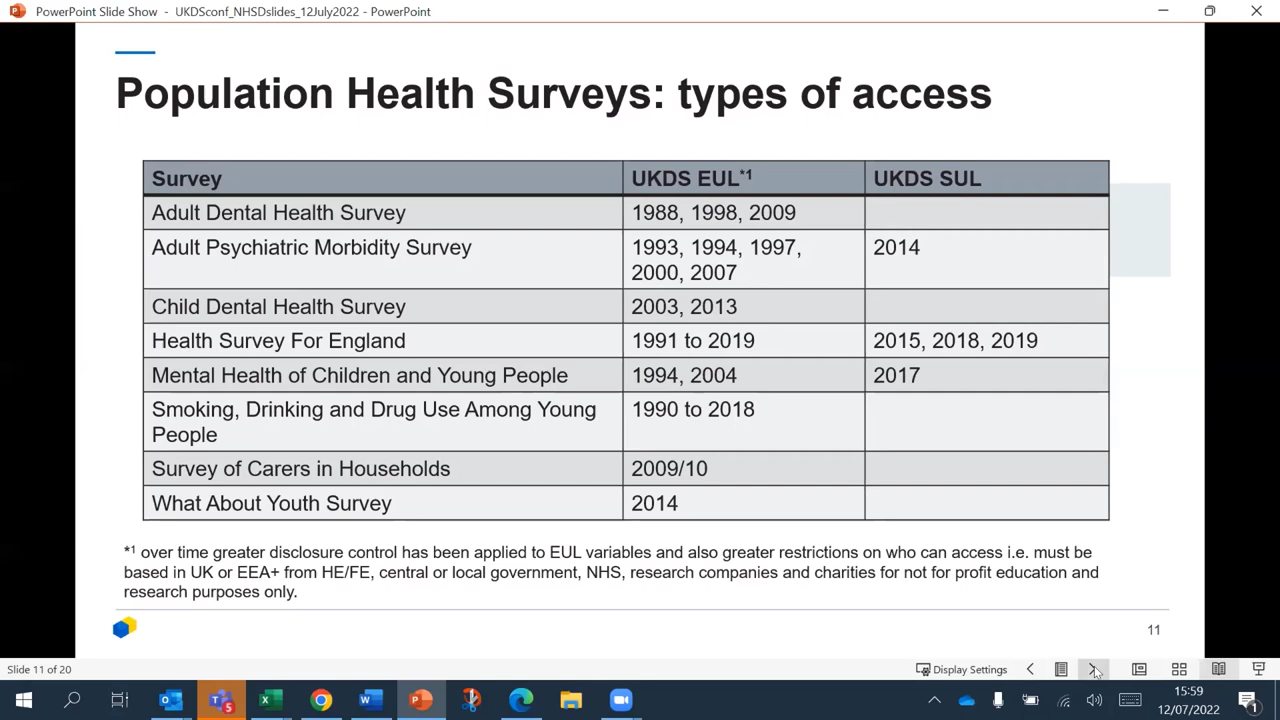 PowerPoint Slide Show - UKDSconf_NHSDslides_12July2022 - PowerPoint
Population Health Surveys: types of access
Survey UKDS EUL*1 UKDS SUL
Adult Dental Health Survey 1988, 1998, 2009
Adult Psychiatric Morbidity Survey 1993, 1994, 1997, 2014
2000, 2007
Child Dental Health Survey 2003, 2013
Health Survey For England 1991 to 2019 2015, 2018, 2019
Mental Health of Children and Young People 1994, 2004 2017
Smoking, Drinking and Drug Use Among Young 1990 to 2018
People
Survey of Carers in Households 2009/10
What About Youth Survey 2014
*1 over time greater disclosure control has been applied to EUL variables and also greater restrictions on who can access i.e. must be
based in UK or EEA+ from HE/FE, central or local government, NHS, research companies and charities for not for profit education and
research purposes only.
11
Slide 11 of 20 Display Settings
15:59
12/07/2022
1